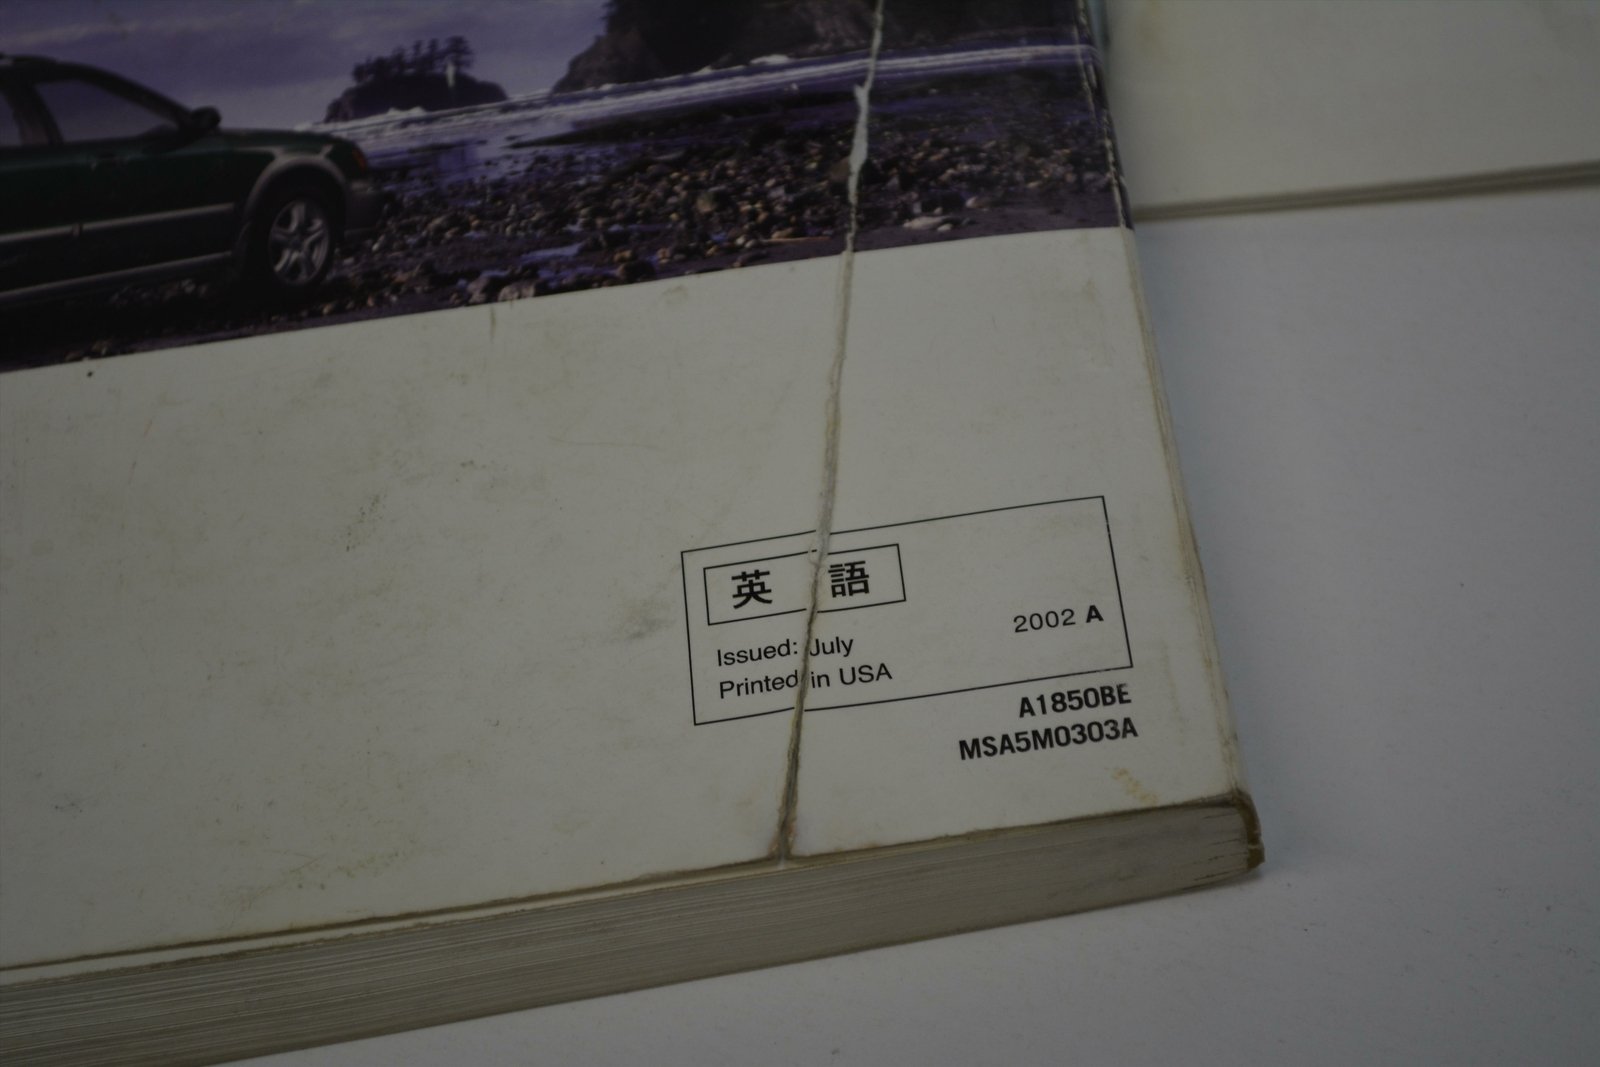 英 語
Issued: July 2002 A
Printed in USA
A1850BE
MSA5M0303A